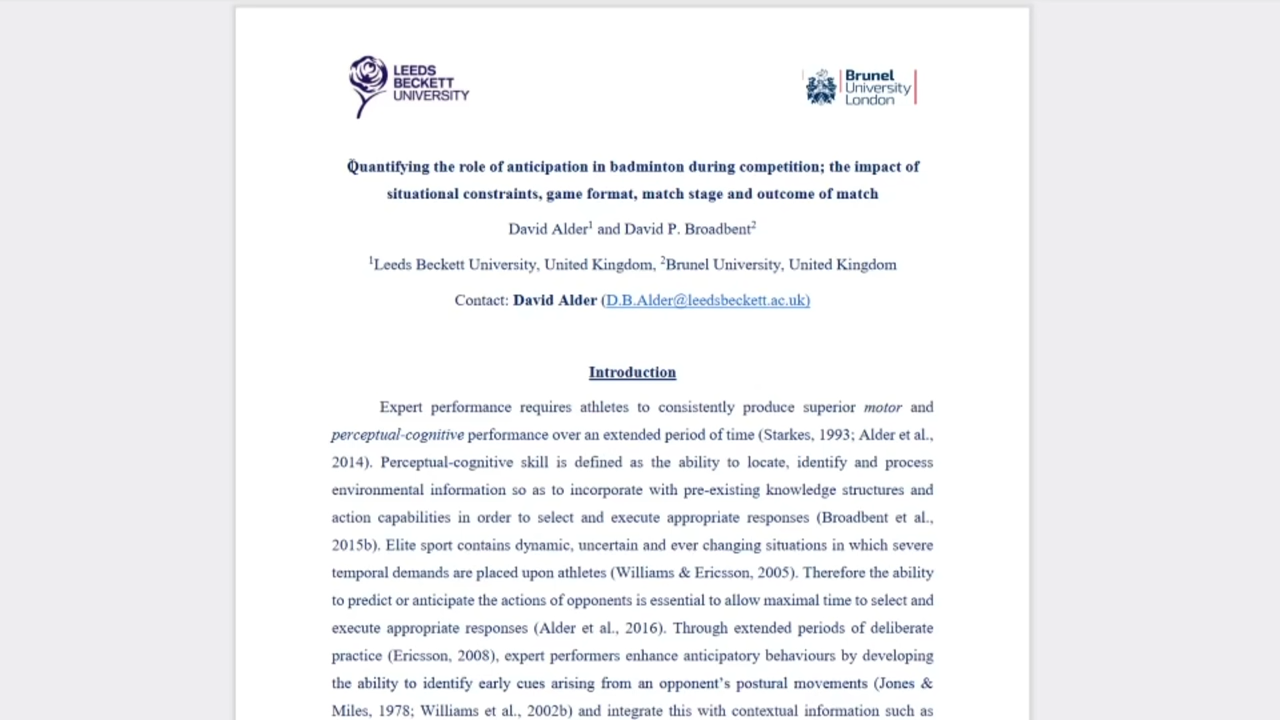 LEEDS
BECKETT
UNIVERSITY
Brunel
University
London
Quantifying the role of anticipation in badminton during competition; the impact of
situational constraints, game format, match stage and outcome of match
David Alder¹ and David P. Broadbent²
¹Leeds Beckett University, United Kingdom, ²Brunel University, United Kingdom
Contact: David Alder (D.B.Alder@leedsbeckett.ac.uk)
Introduction
Expert performance requires athletes to consistently produce superior motor and
perceptual-cognitive performance over an extended period of time (Starkes, 1993; Alder et al.,
2014). Perceptual-cognitive skill is defined as the ability to locate, identify and process
environmental information so as to incorporate with pre-existing knowledge structures and
action capabilities in order to select and execute appropriate responses (Broadbent et al.,
2015b). Elite sport contains dynamic, uncertain and ever changing situations in which severe
temporal demands are placed upon athletes (Williams & Ericsson, 2005). Therefore the ability
to predict or anticipate the actions of opponents is essential to allow maximal time to select and
execute appropriate responses (Alder et al., 2016). Through extended periods of deliberate
practice (Ericsson, 2008), expert performers enhance anticipatory behaviours by developing
the ability to identify early cues arising from an opponent's postural movements (Jones &
Miles, 1978; Williams et al., 2002b) and integrate this with contextual information such as